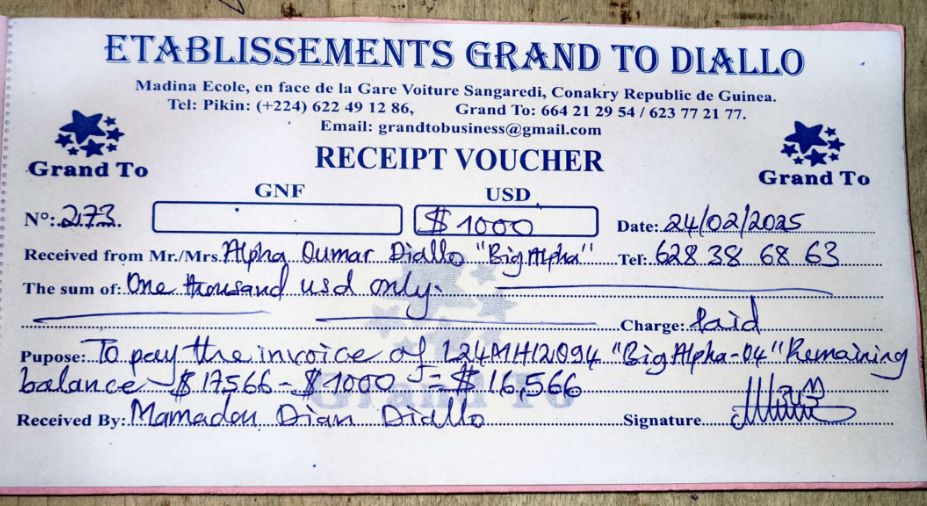 ETABLISSEMENTS GRAND TO DIALLO
Madina Ecole, en face de la Gare Voiture Sangaredi, Conakry Republic de Guinea.
Tel: Pikin: (+224) 622 49 12 86, Grand To: 664 21 29 54 / 623 77 21 77.
Email: grandtobusiness@gmail.com
Grand To
RECEIPT VOUCHER
Grand To
GNF USD
N°: 273. $ 1000 Date: 24/02/2025
Received from Mr./Mrs. Alpha Oumar Diallo "Big Alpha" Tel: 628 38 68 63
The sum of: One thousand usd only.
Charge: Paid
Pupose: To pay the invoice of 124MH12094 "Big Alpha-04" Remaining
balance $17566 - $1000 = $16,566
Grand To
Received By: Mamadou Dian Diallo Signature